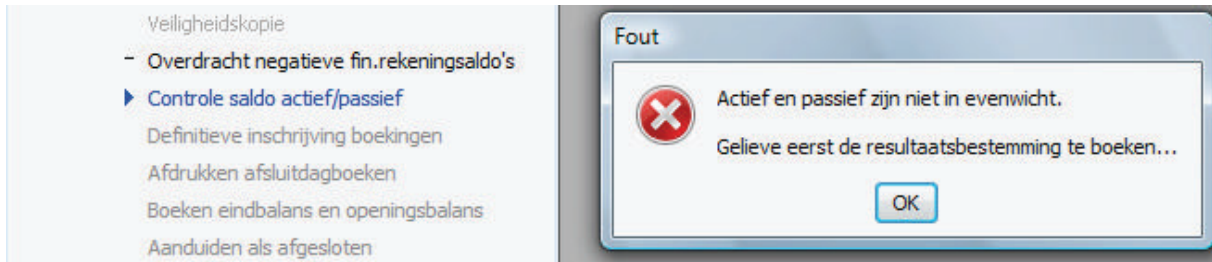 Veiligheidskopie
- Overdracht negatieve fin.rekeningsaldo's
Controle saldo actief/passief
Definitieve inschrijving boekingen
Afdrukken afsluitdagboeken
Boeken eindbalans en openingsbalans
Aanduiden als afgesloten
Fout
Actief en passief zijn niet in evenwicht.
Gelieve eerst de resultaatsbestemming te boeken...
OK